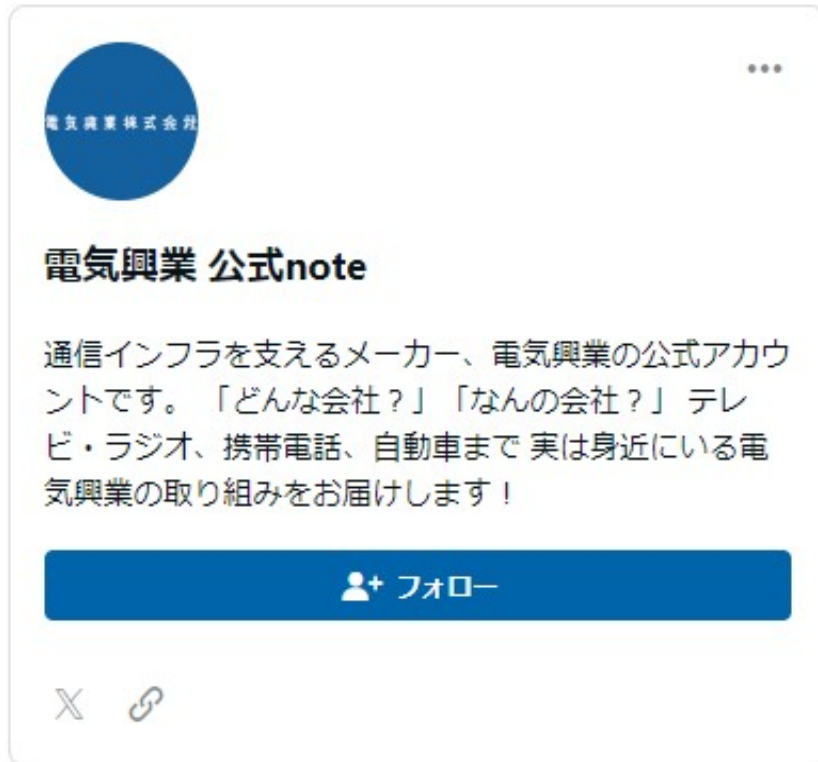 電気興業株式会社
電気興業 公式note
通信インフラを支えるメーカー、電気興業の公式アカウ
ントです。 「どんな会社？」「なんの会社？」 テレ
ビ・ラジオ、携帯電話、自動車まで 実は身近にいる電
気興業の取り組みをお届けします！
フォロー